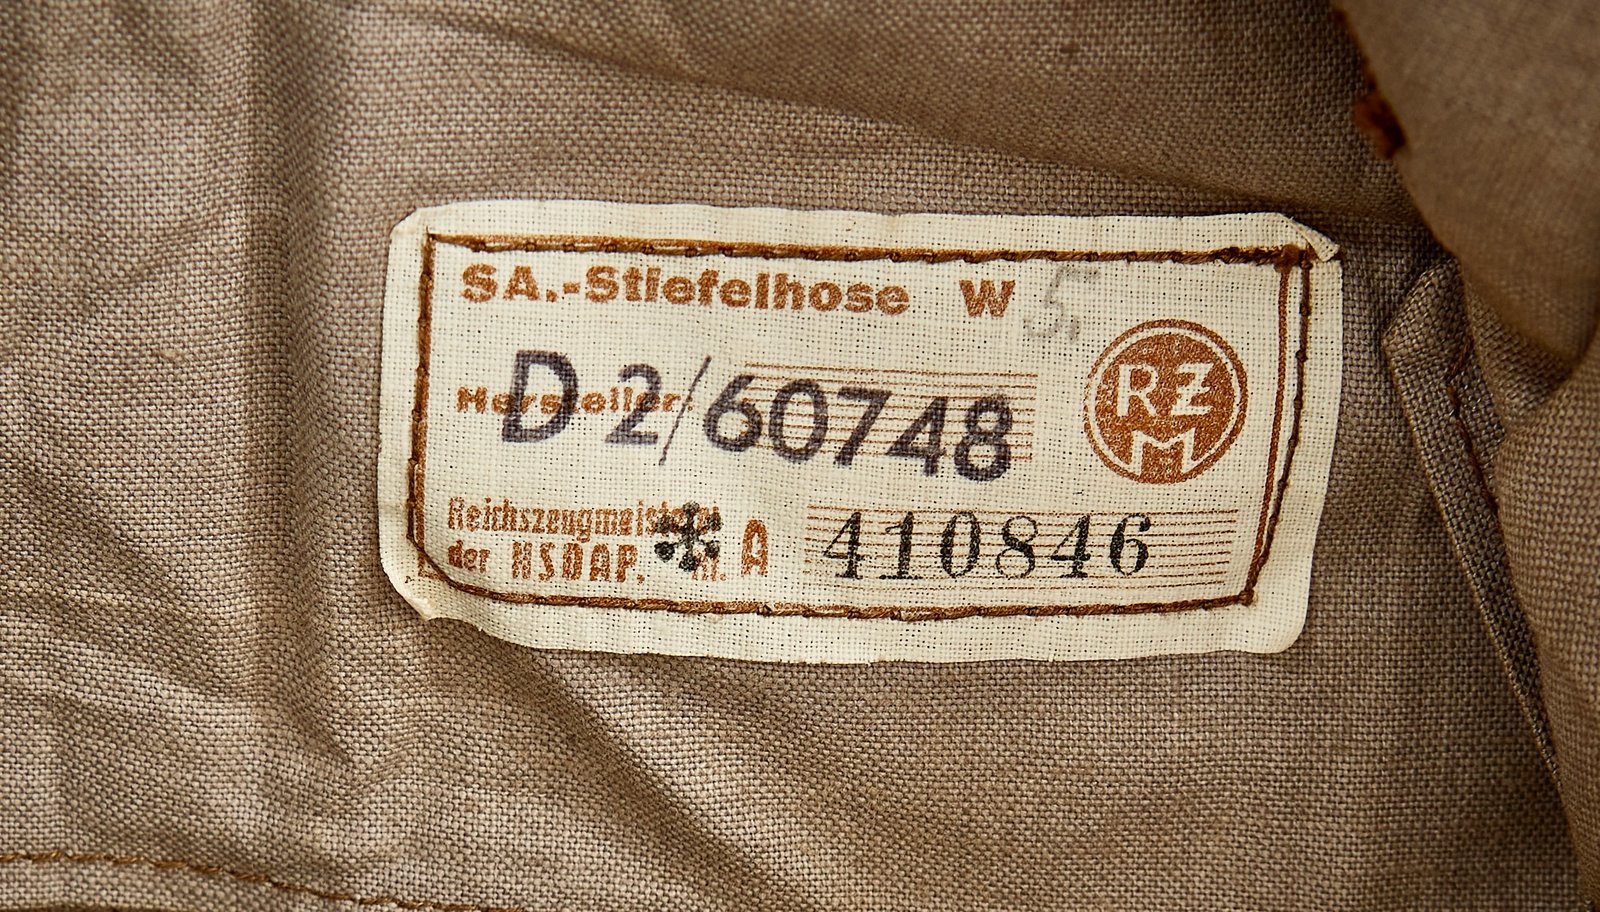 SA.-Stiefelhose W 5.
Hersteller: D 2/60748
RZM
Reichszeugmeisterei
der NSDAP. A 410846